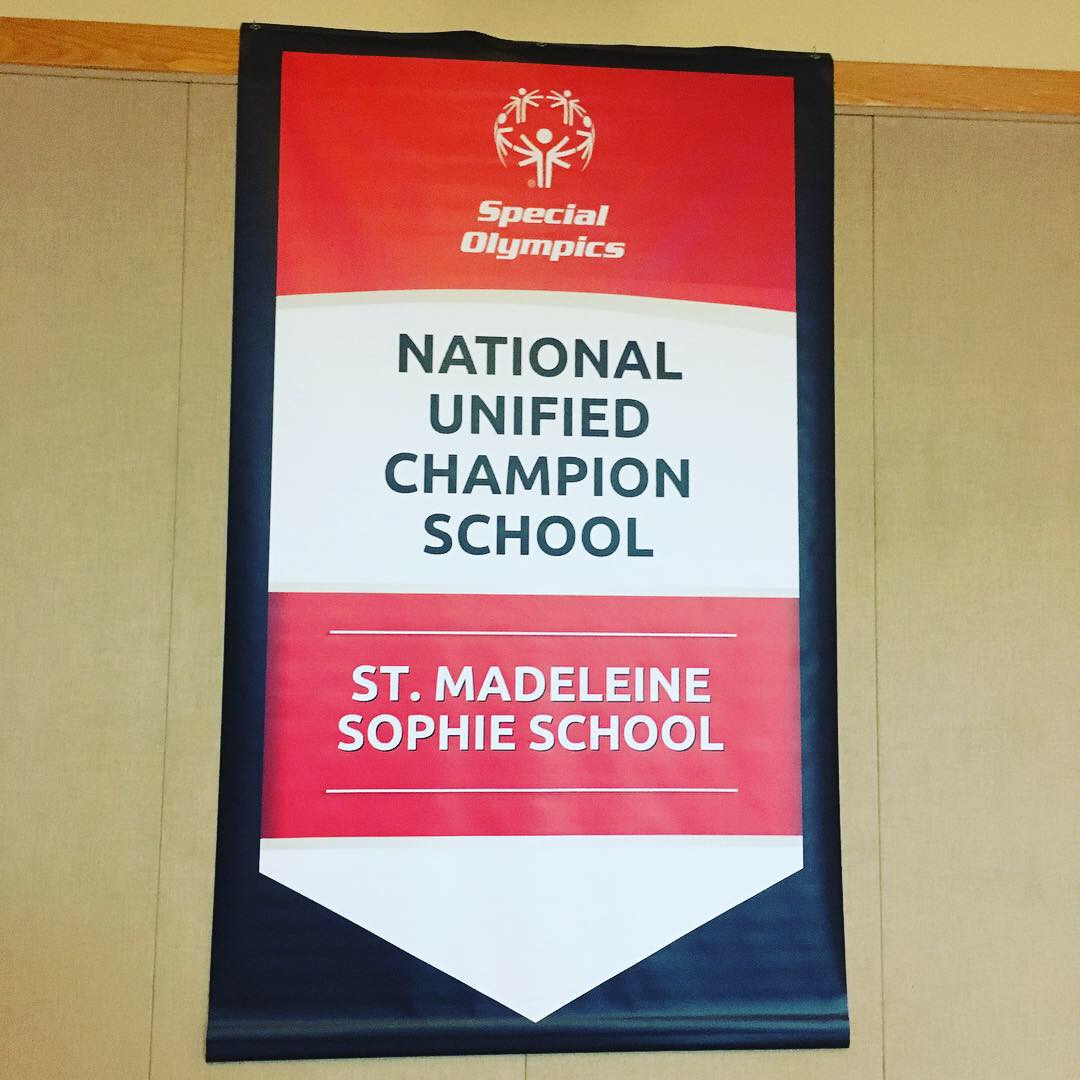 Special
Olympics
NATIONAL
UNIFIED
CHAMPION
SCHOOL
ST. MADELEINE
SOPHIE SCHOOL